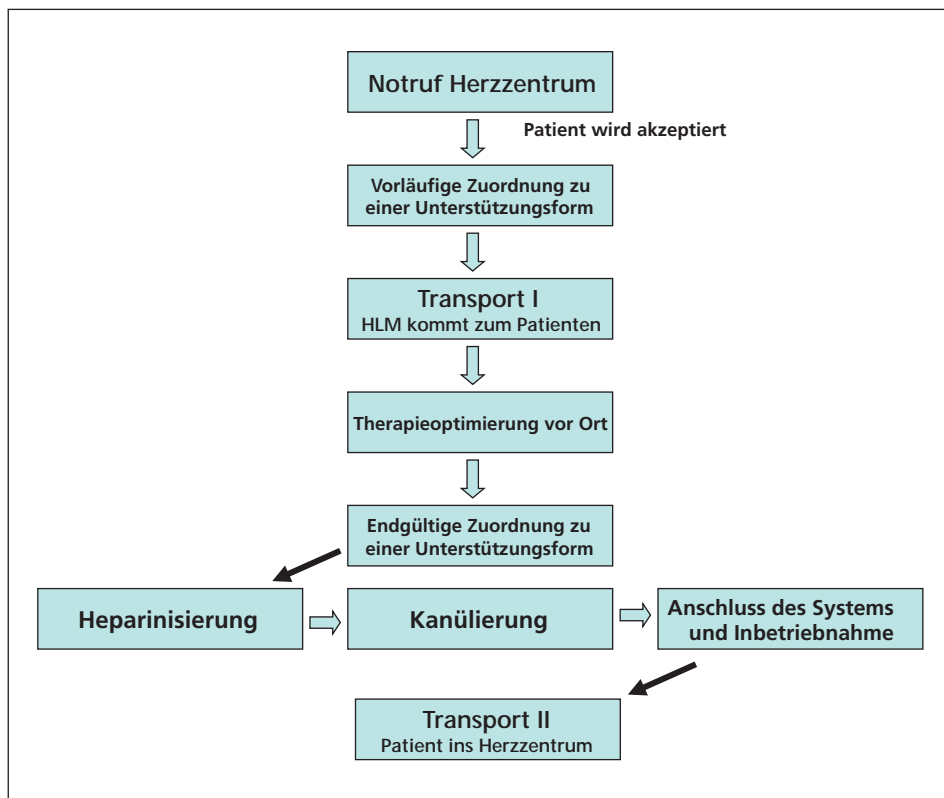 Notruf Herzzentrum
Patient wird akzeptiert
Vorläufige Zuordnung zu
einer Unterstützungsform
Transport I
HLM kommt zum Patienten
Therapieoptimierung vor Ort
Endgültige Zuordnung zu
einer Unterstützungsform
Heparinisierung
Kanülierung
Anschluss des Systems
und Inbetriebnahme
Transport II
Patient ins Herzzentrum